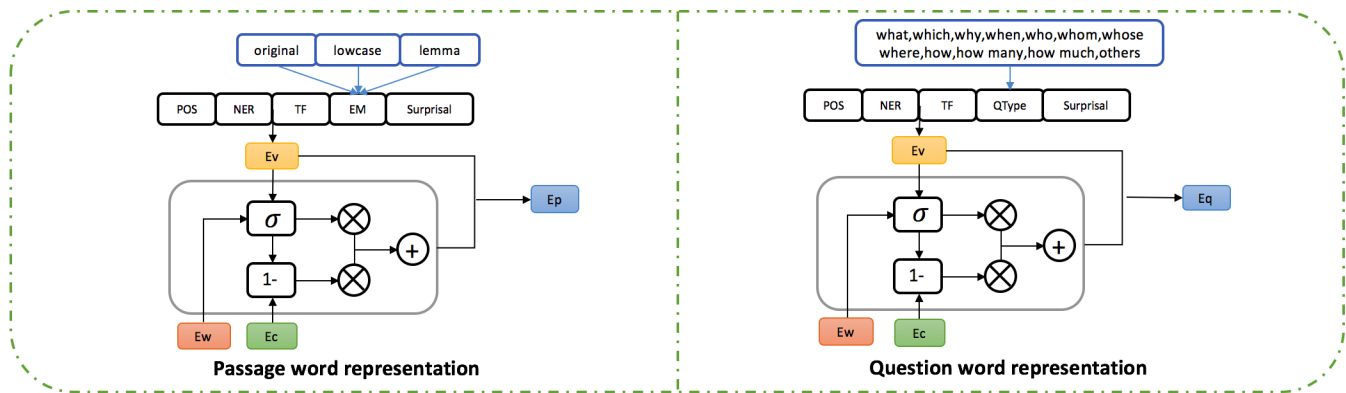 original lowcase lemma
POS NER TF EM Surprisal
Ev
σ
1-
+
Ep
Ew
Ec
Passage word representation
what,which,why,when,who,whom,whose
where,how,how many,how much,others
POS NER TF QType Surprisal
Ev
σ
1-
+
Eq
Ew
Ec
Question word representation